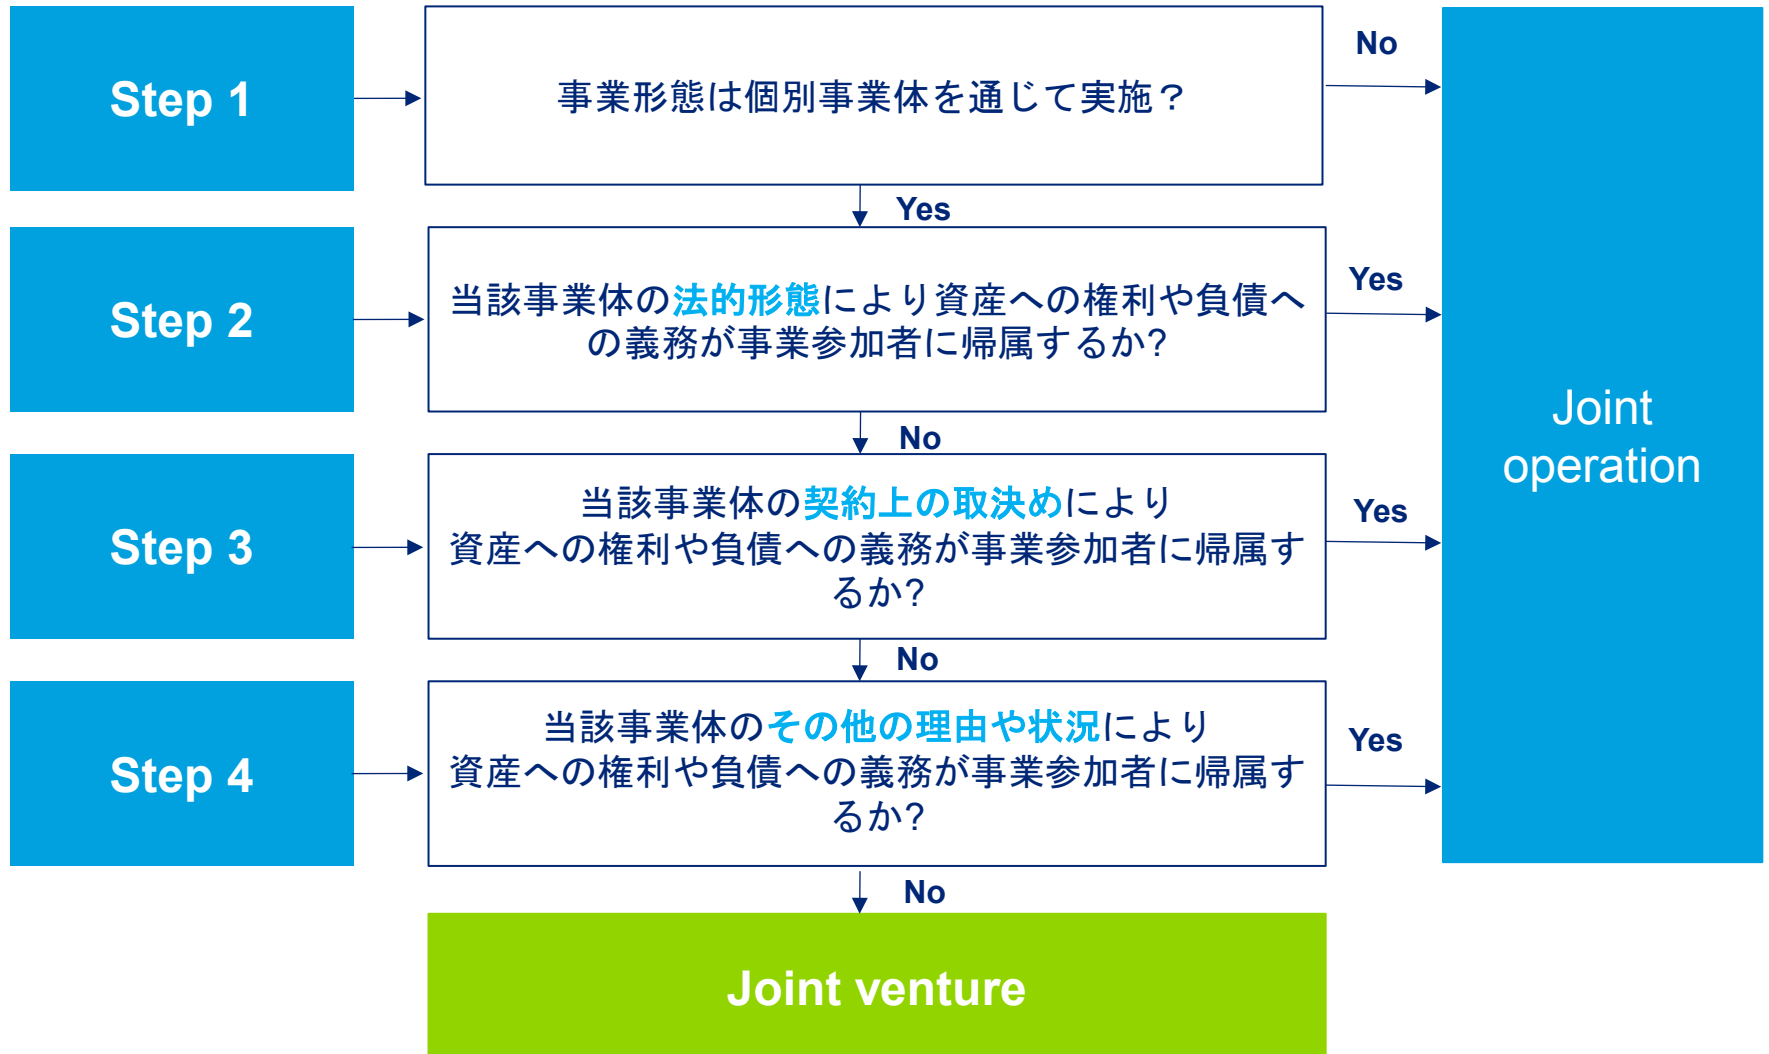 Step 1
事業形態は個別事業体を通じて実施？
No
Yes
Step 2
当該事業体の法的形態により資産への権利や負債へ
の義務が事業参加者に帰属するか?
Yes
No
Step 3
当該事業体の契約上の取決めにより
資産への権利や負債への義務が事業参加者に帰属す
るか?
Yes
No
Step 4
当該事業体のその他の理由や状況により
資産への権利や負債への義務が事業参加者に帰属す
るか?
Yes
No
Joint
operation
Joint venture